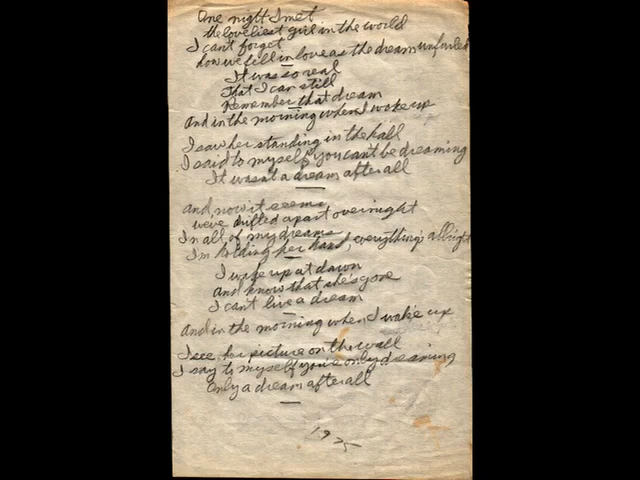 One night I met
the loveliest girl in the world
I can't forget
how we fell in love as the dream unfurled
It was so real
That I can still
Remember that dream
And in the morning when I woke up
I saw her standing in the hall
I said to myself you can't be dreaming
It wasn't a dream after all
and now it seems
we've drifted apart overnight
In all of my dreams
I'm holding her hand, everything's allright
I wake up at dawn
and know that she's gone
I can't live a dream
And in the morning when I wake up
I see her picture on the wall
I say to myself you're only dreaming
Only a dream after all
1975